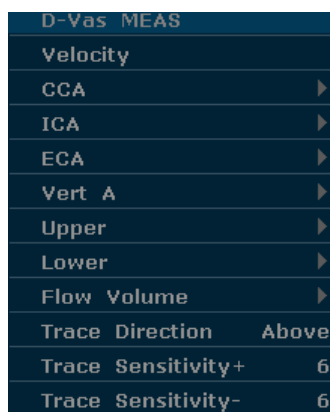 D-Vas MEAS
Velocity
CCA
ICA
ECA
Vert A
Upper
Lower
Flow Volume
Trace Direction Above
Trace Sensitivity+ 6
Trace Sensitivity- 6